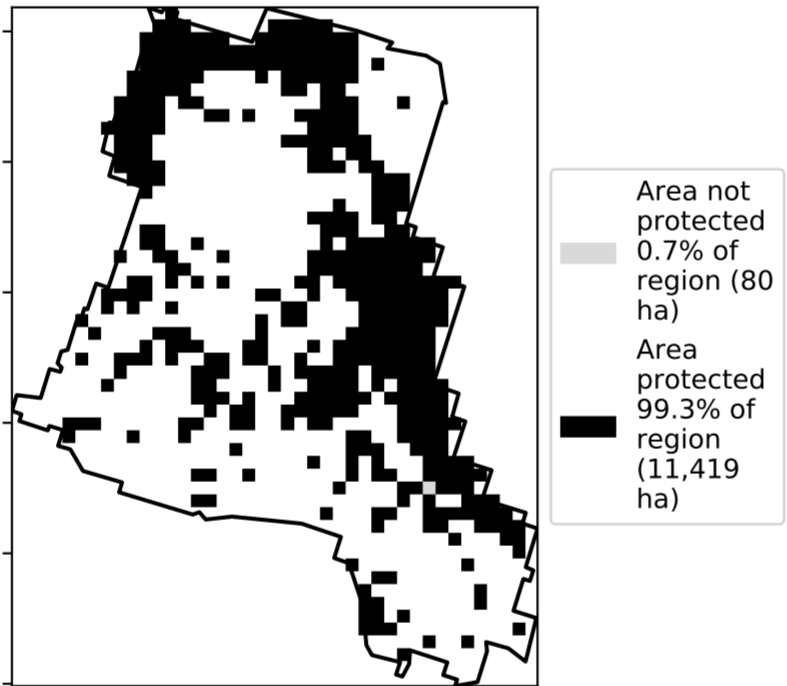 Area not
protected
0.7% of
region (80
ha)
Area
protected
99.3% of
region
(11,419
ha)